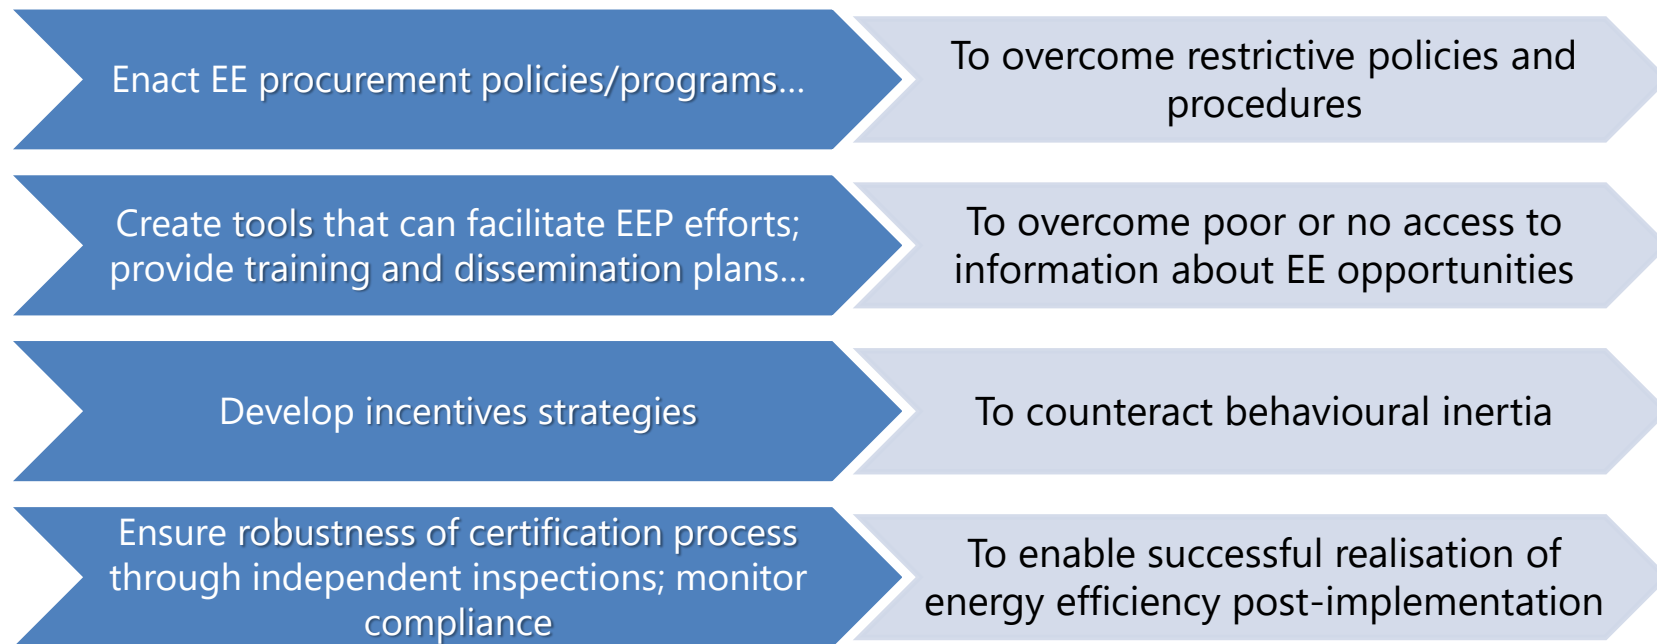 Enact EE procurement policies/programs...
To overcome restrictive policies and
procedures
Create tools that can facilitate EEP efforts;
provide training and dissemination plans...
To overcome poor or no access to
information about EE opportunities
Develop incentives strategies
To counteract behavioural inertia
Ensure robustness of certification process
through independent inspections; monitor
compliance
To enable successful realisation of
energy efficiency post-implementation